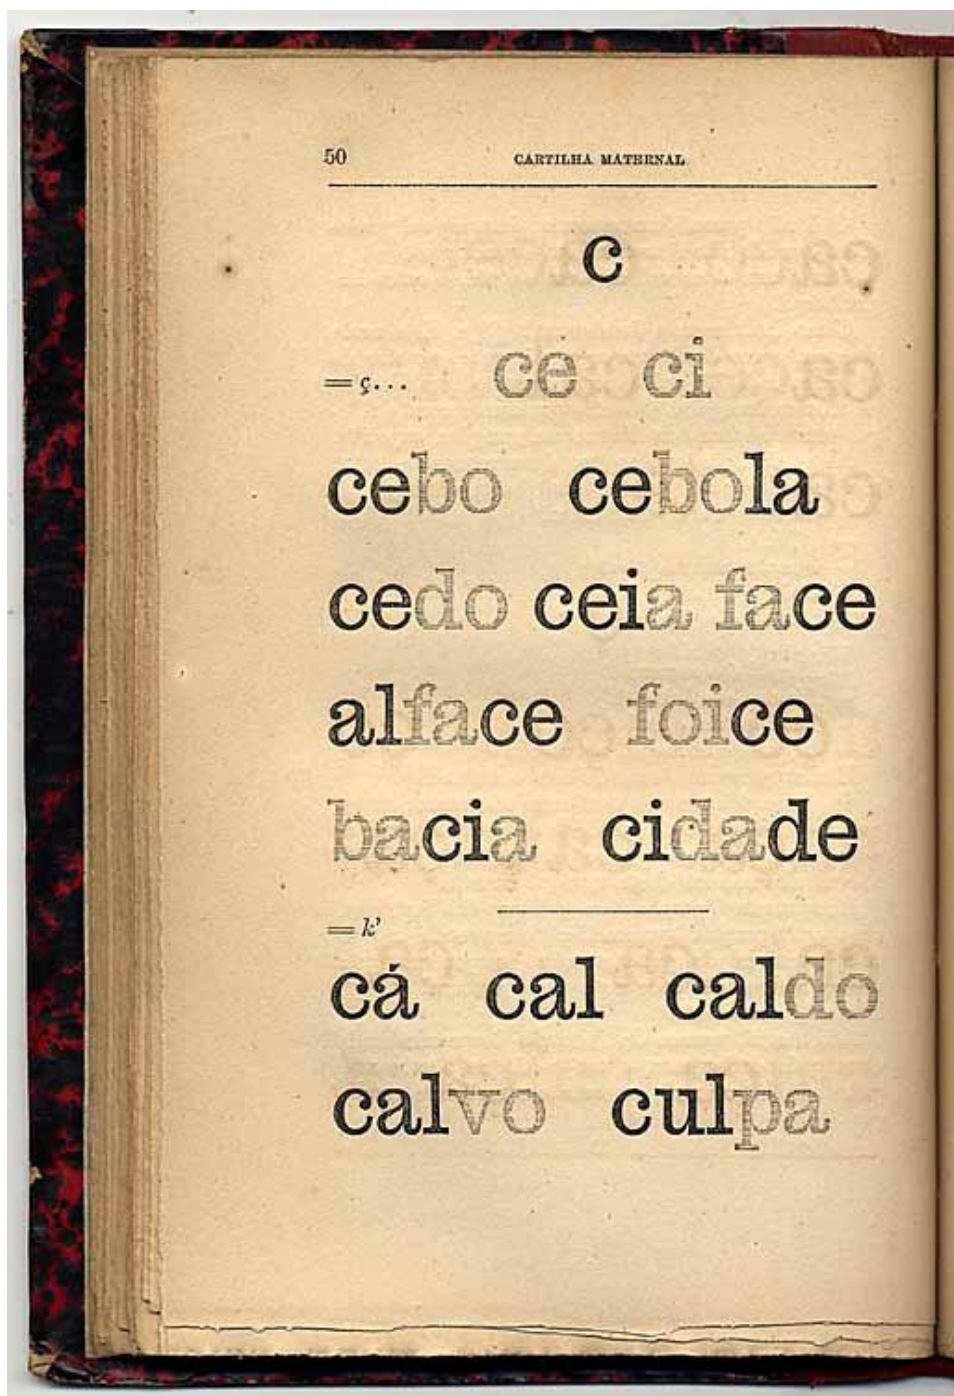 50 CARTILHA MATERNAL
c
= ç... ce ci
cebo cebola
cedo ceia face
alface foice
bacia cidade
= k’
cá cal caldo
calvo culpa